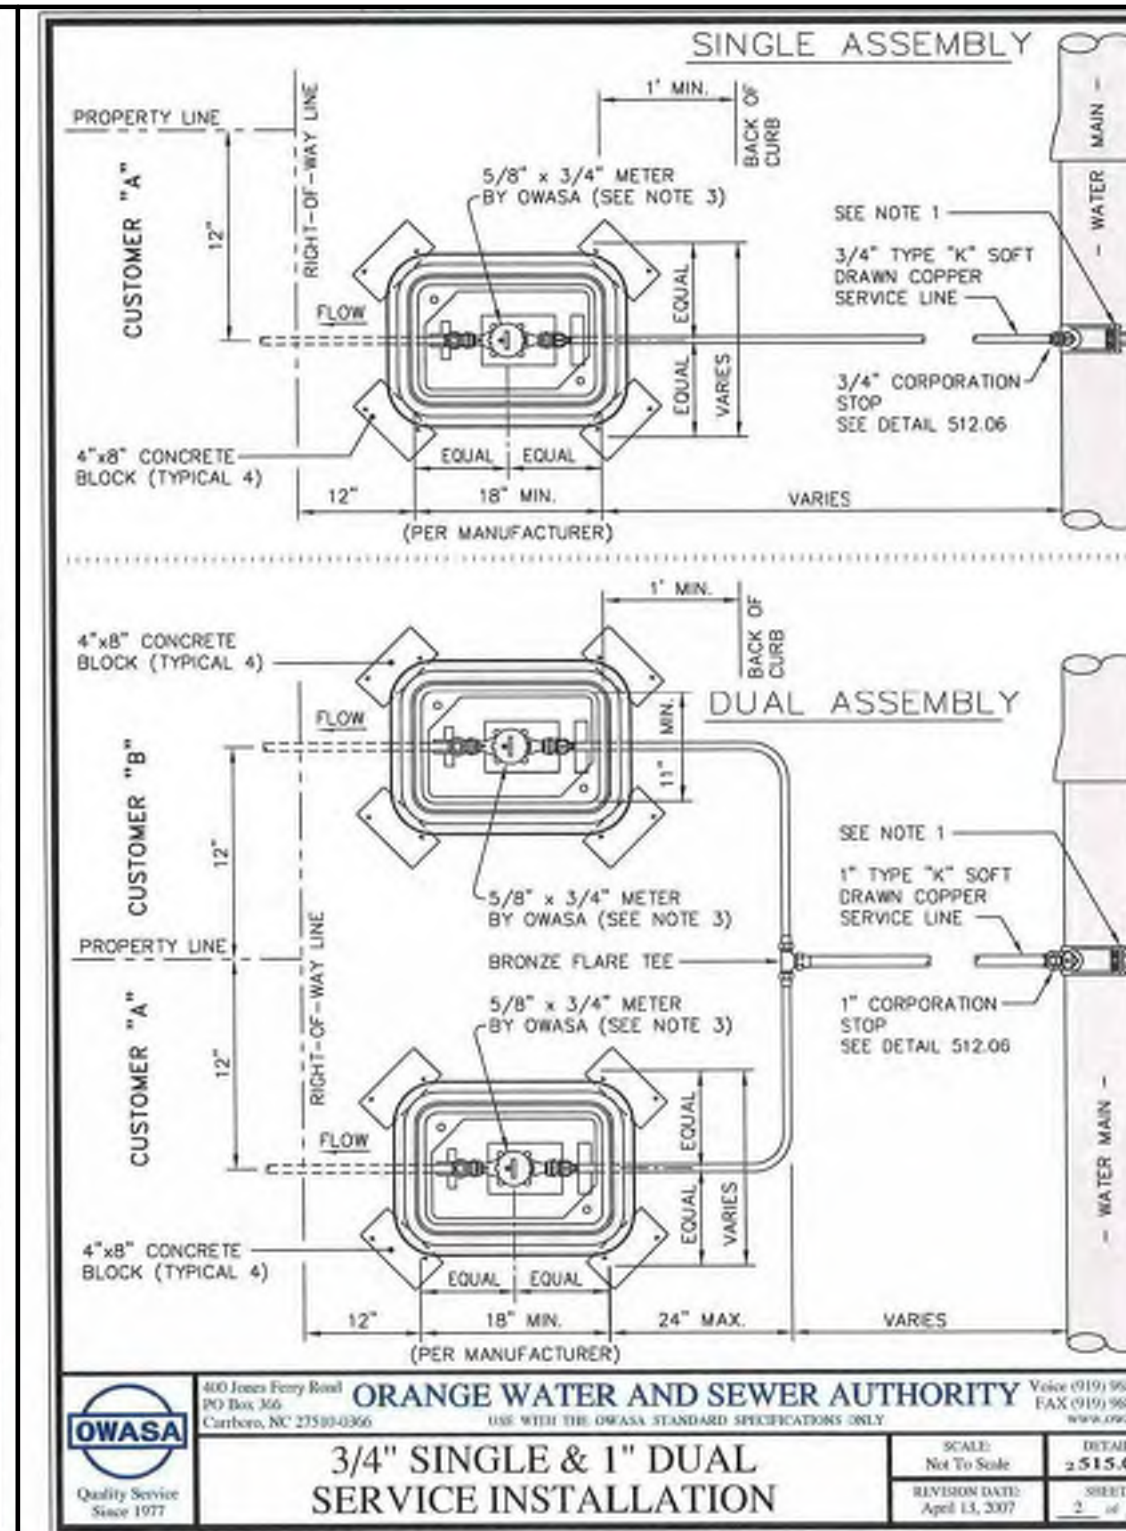 SINGLE ASSEMBLY
PROPERTY LINE
RIGHT-OF-WAY LINE
1' MIN.
BACK OF
CURB
CUSTOMER "A"
12"
5/8" x 3/4" METER
BY OWASA (SEE NOTE 3)
- WATER MAIN -
SEE NOTE 1
3/4" TYPE "K" SOFT
DRAWN COPPER
SERVICE LINE
FLOW
EQUAL
EQUAL
VARIES
3/4" CORPORATION
STOP
SEE DETAIL 512.06
4"x8" CONCRETE
BLOCK (TYPICAL 4)
EQUAL
EQUAL
12"
18" MIN.
VARIES
(PER MANUFACTURER)
1' MIN.
BACK OF
CURB
4"x8" CONCRETE
BLOCK (TYPICAL 4)
DUAL ASSEMBLY
FLOW
11" MIN.
CUSTOMER "B"
12"
SEE NOTE 1
1" TYPE "K" SOFT
DRAWN COPPER
SERVICE LINE
5/8" x 3/4" METER
BY OWASA (SEE NOTE 3)
PROPERTY LINE
RIGHT-OF-WAY LINE
BRONZE FLARE TEE
5/8" x 3/4" METER
BY OWASA (SEE NOTE 3)
1" CORPORATION
STOP
SEE DETAIL 512.06
CUSTOMER "A"
12"
FLOW
EQUAL
EQUAL
VARIES
- WATER MAIN -
4"x8" CONCRETE
BLOCK (TYPICAL 4)
EQUAL
EQUAL
12"
18" MIN.
24" MAX.
VARIES
(PER MANUFACTURER)
OWASA
Quality Service
Since 1977
400 Jones Ferry Road
PO Box 366
Carrboro, NC 27510-0366
ORANGE WATER AND SEWER AUTHORITY
USE WITH THE OWASA STANDARD SPECIFICATIONS ONLY
Voice (919)
FAX (919)
3/4" SINGLE & 1" DUAL
SERVICE INSTALLATION
SCALE:
Not To Scale
REVISION DATE:
April 13, 2007
SHEET
2 of